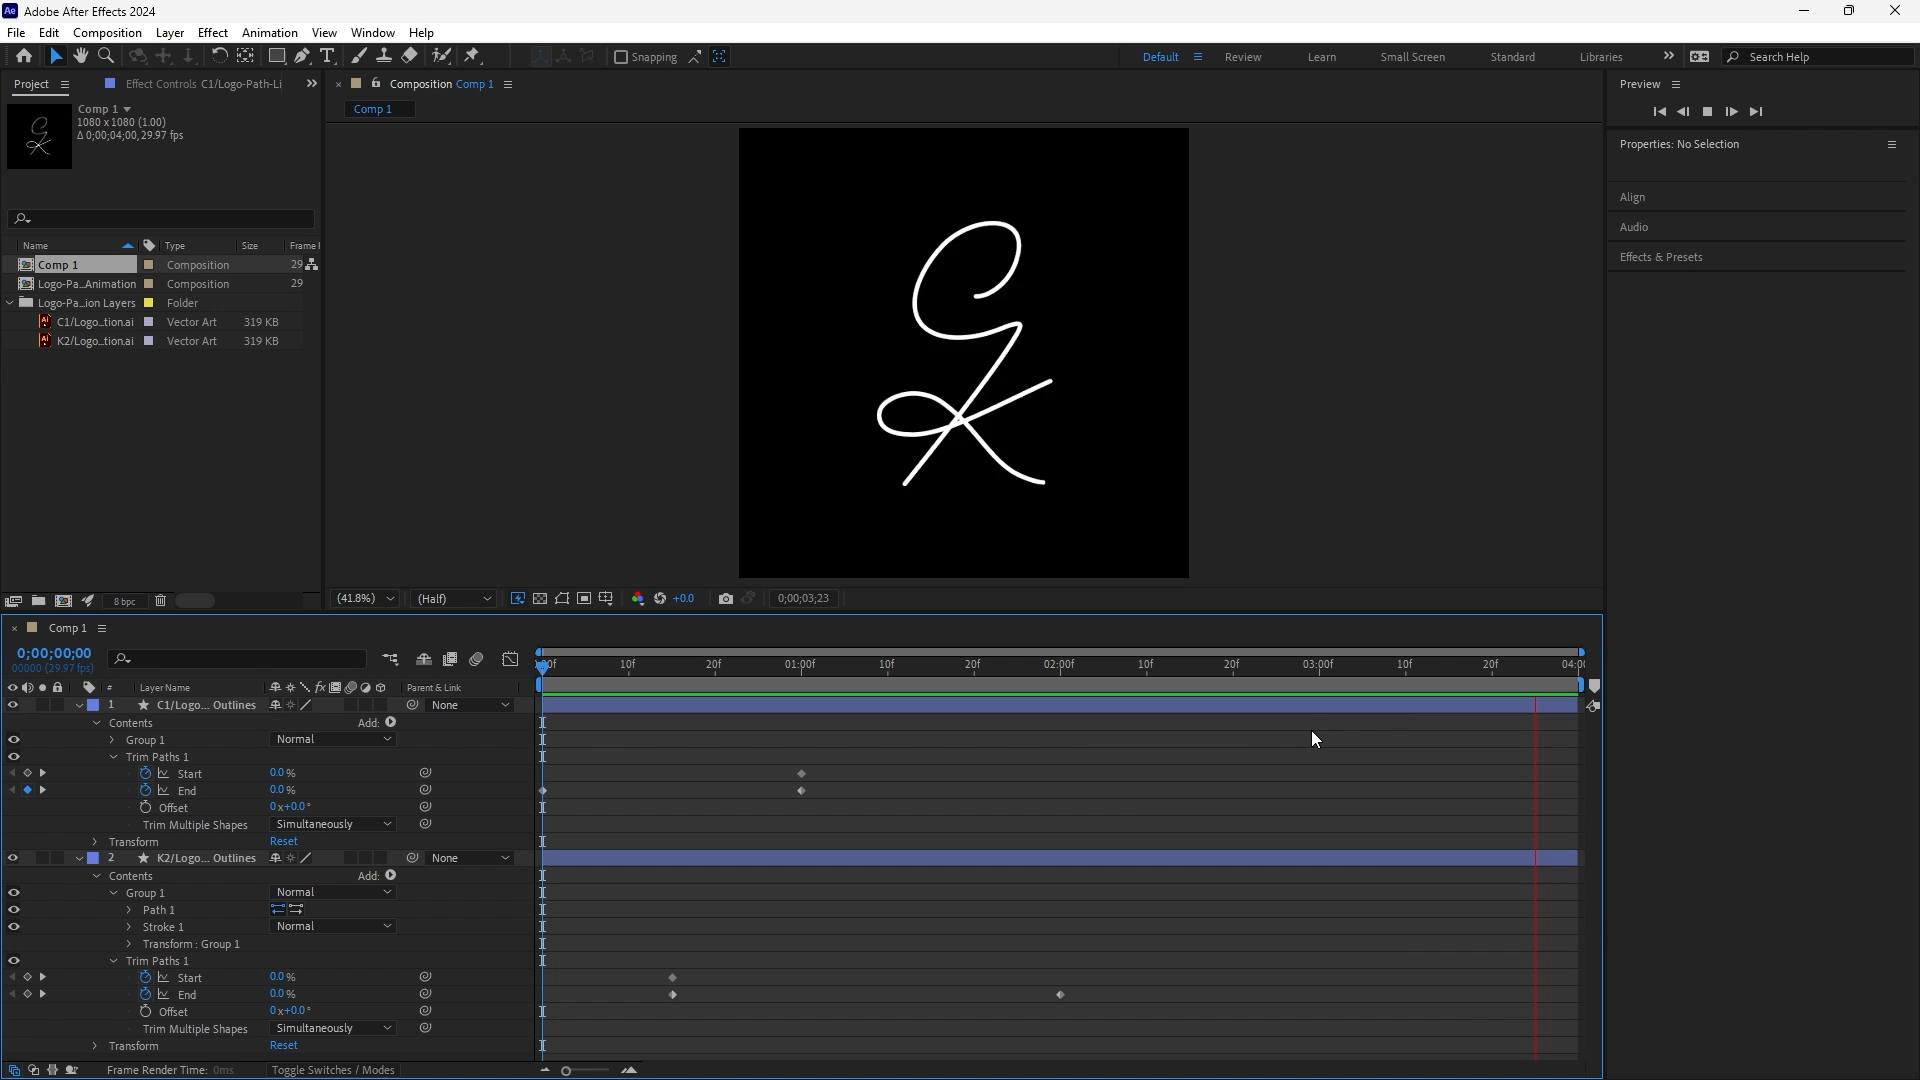 Adobe After Effects 2024
File Edit Composition Layer Effect Animation View Window Help
Snapping Default Review Learn Small Screen Standard Libraries Search Help
Project Effect Controls C1/Logo-Path-Li
Comp 1
1080 x 1080 (1.00)
Δ 0;00;04;00, 29.97 fps
Name Type Size Frame
Comp 1 Composition 29
Logo-Pa...Animation Composition 29
Logo-Pa...ion Layers Folder
C1/Logo...tion.ai Vector Art 319 KB
K2/Logo...tion.ai Vector Art 319 KB
8 bpc
Composition Comp 1
Comp 1
(41.8%) (Half) +0.0 0;00;03;23
Preview
Properties: No Selection
Align
Audio
Effects & Presets
Comp 1
0;00;00;00
00000 (29.97 fps)
10f 20f 01:00f 10f 20f 02:00f 10f 20f 03:00f 10f 20f
# Layer Name fx Parent & Link
1 C1/Logo... Outlines None
Contents Add:
Group 1 Normal
Trim Paths 1
Start 0.0 %
End 0.0 %
Offset 0x+0.0°
Trim Multiple Shapes Simultaneously
Transform Reset
2 K2/Logo... Outlines None
Contents Add:
Group 1 Normal
Path 1
Stroke 1 Normal
Transform : Group 1
Trim Paths 1
Start 0.0 %
End 0.0 %
Offset 0x+0.0°
Trim Multiple Shapes Simultaneously
Transform Reset
Frame Render Time: 0ms Toggle Switches / Modes